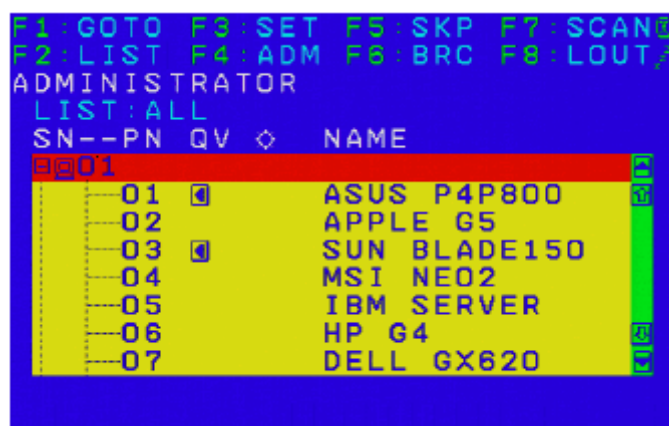 F1:GOTO F3:SET F5:SKP F7:SCAN
F2:LIST F4:ADM F6:BRC F8:LOUT
ADMINISTRATOR
LIST:ALL
SN--PN QV ◇ NAME
01
01 ASUS P4P800
02 APPLE G5
03 SUN BLADE150
04 MSI NEO2
05 IBM SERVER
06 HP G4
07 DELL GX620